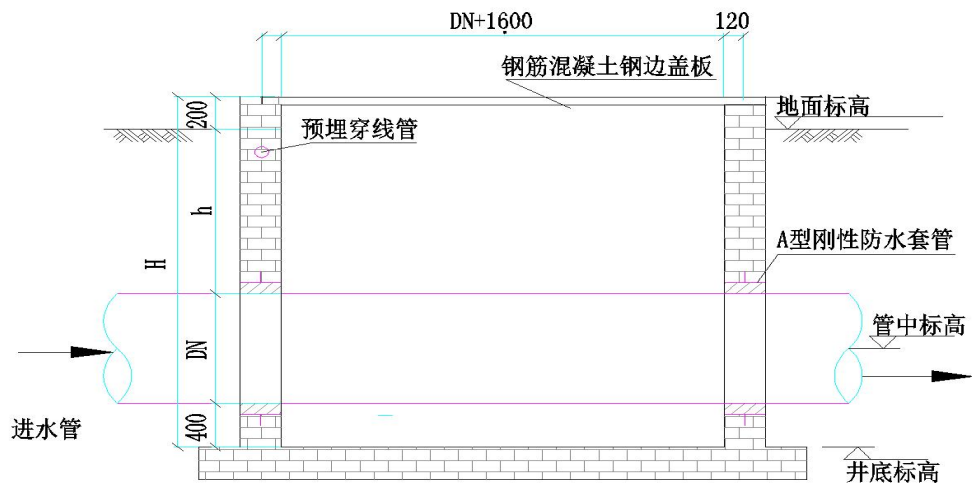 DN+1600
120
钢筋混凝土钢边盖板
200
地面标高
预埋穿线管
h
A型刚性防水套管
H
管中标高
DN
进水管
400
井底标高